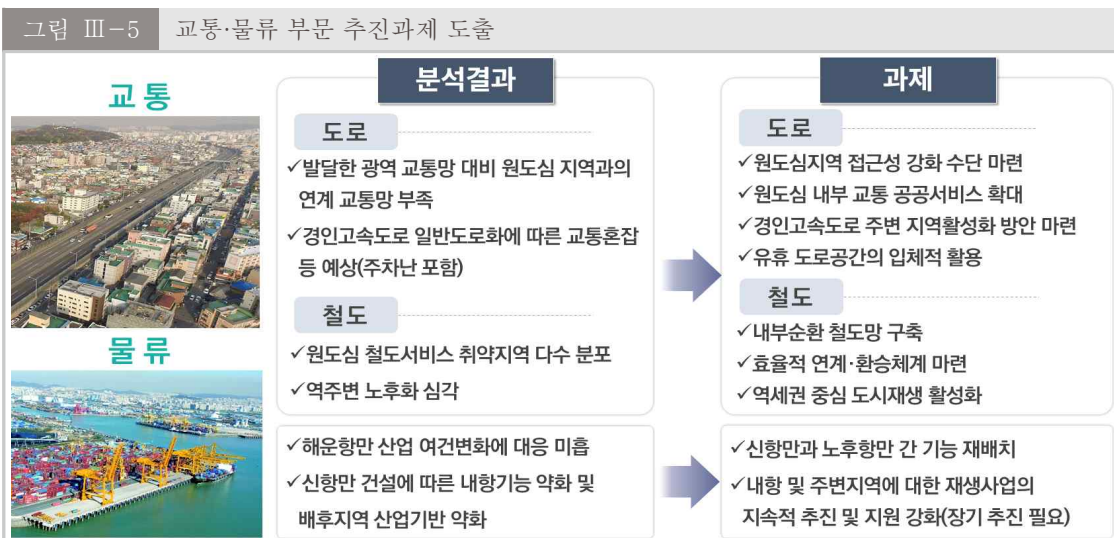 그림 Ⅲ-5 교통·물류 부문 추진과제 도출
교통
물류
분석결과
도로
✓발달한 광역 교통망 대비 원도심 지역과의
연계 교통망 부족
✓경인고속도로 일반도로화에 따른 교통혼잡
등 예상(주차난 포함)
철도
✓원도심 철도서비스 취약지역 다수 분포
✓역주변 노후화 심각
✓해운항만 산업 여건변화에 대응 미흡
✓신항만 건설에 따른 내항기능 약화 및
배후지역 산업기반 약화
과제
도로
✓원도심지역 접근성 강화 수단 마련
✓원도심 내부 교통 공공서비스 확대
✓경인고속도로 주변 지역활성화 방안 마련
✓유휴 도로공간의 입체적 활용
철도
✓내부순환 철도망 구축
✓효율적 연계·환승체계 마련
✓역세권 중심 도시재생 활성화
✓신항만과 노후항만 간 기능 재배치
✓내항 및 주변지역에 대한 재생사업의
지속적 추진 및 지원 강화(장기 추진 필요)